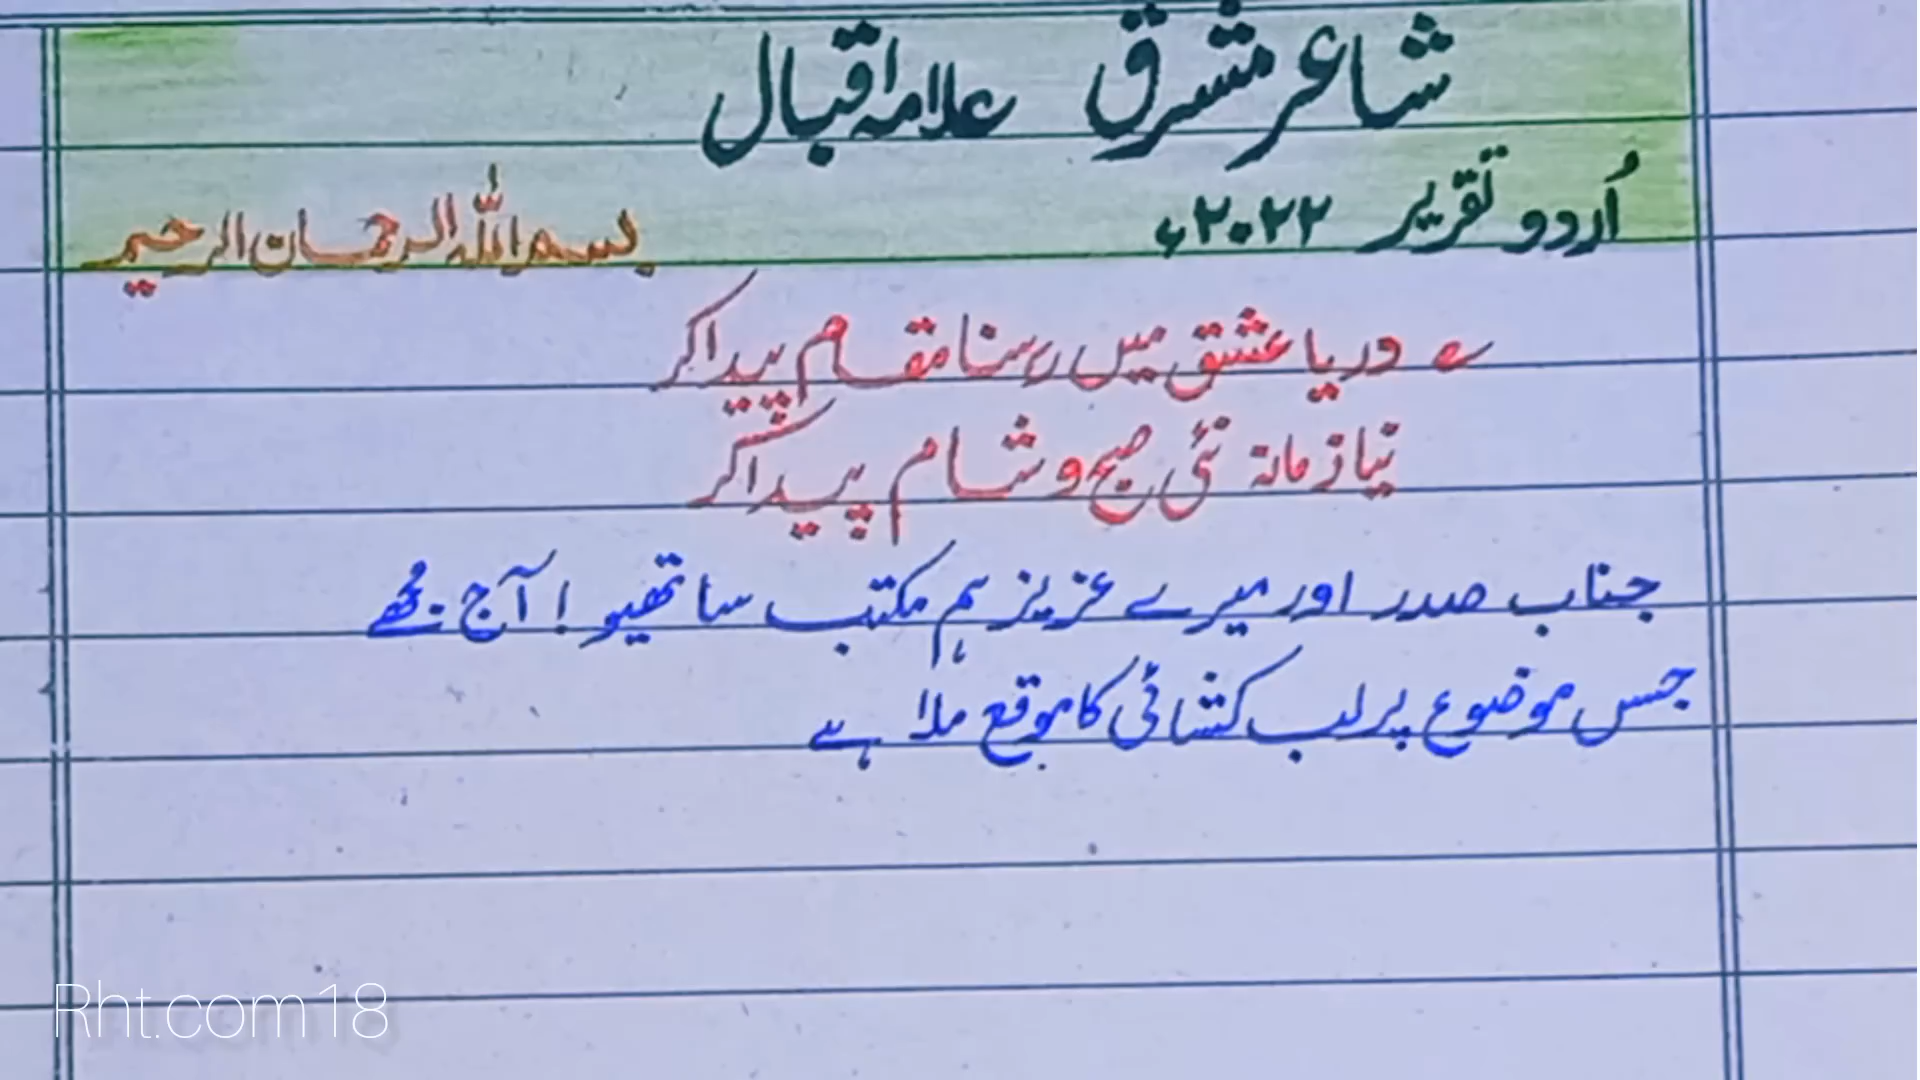 شاعر مشرق علامہ اقبال
اُردو تقریر ۲۰۲۲ء
بسم اللہ الرحمان الرحیم
؎ دریا عشق میں رہنا مقام پیدا کر
نیا زمانہ نئی صبح و شام پیدا کر
جناب صدر اور میرے عزیز ہم مکتب ساتھیو! آج مجھے
جس موضوع پر لب کشائی کا موقع ملا ہے
Rht.com18